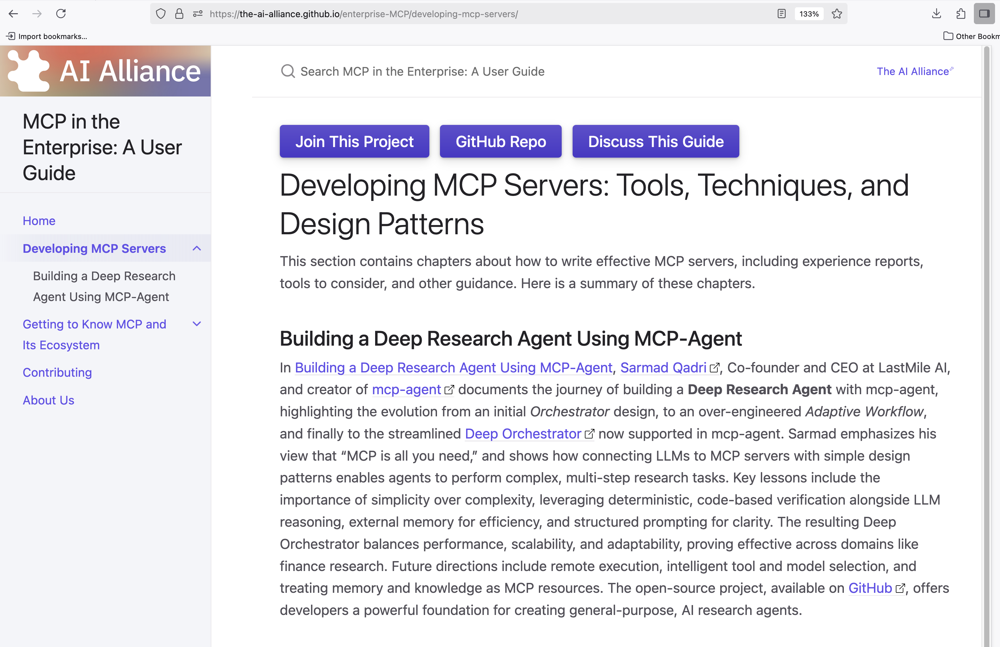 https://the-ai-alliance.github.io/enterprise-MCP/developing-mcp-servers/
133%
Import bookmarks...
Other Bookm
AI Alliance
MCP in the
Enterprise: A User
Guide
Home
Developing MCP Servers
Building a Deep Research
Agent Using MCP-Agent
Getting to Know MCP and
Its Ecosystem
Contributing
About Us
Search MCP in the Enterprise: A User Guide
The AI Alliance
Join This Project
GitHub Repo
Discuss This Guide
Developing MCP Servers: Tools, Techniques, and
Design Patterns
This section contains chapters about how to write effective MCP servers, including experience reports,
tools to consider, and other guidance. Here is a summary of these chapters.
Building a Deep Research Agent Using MCP-Agent
In Building a Deep Research Agent Using MCP-Agent, Sarmad Qadri, Co-founder and CEO at LastMile AI,
and creator of mcp-agent documents the journey of building a Deep Research Agent with mcp-agent,
highlighting the evolution from an initial Orchestrator design, to an over-engineered Adaptive Workflow,
and finally to the streamlined Deep Orchestrator now supported in mcp-agent. Sarmad emphasizes his
view that “MCP is all you need,” and shows how connecting LLMs to MCP servers with simple design
patterns enables agents to perform complex, multi-step research tasks. Key lessons include the
importance of simplicity over complexity, leveraging deterministic, code-based verification alongside LLM
reasoning, external memory for efficiency, and structured prompting for clarity. The resulting Deep
Orchestrator balances performance, scalability, and adaptability, proving effective across domains like
finance research. Future directions include remote execution, intelligent tool and model selection, and
treating memory and knowledge as MCP resources. The open-source project, available on GitHub, offers
developers a powerful foundation for creating general-purpose, AI research agents.